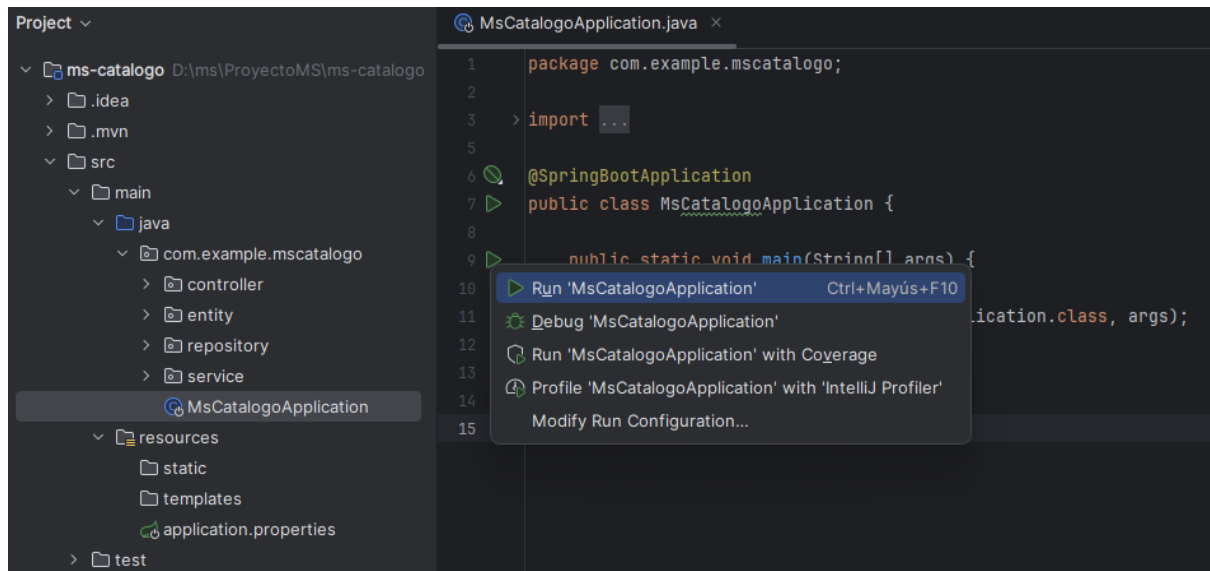 Project
ms-catalogo D:\ms\ProyectoMS\ms-catalogo
.idea
.mvn
src
main
java
com.example.mscatalogo
controller
entity
repository
service
MsCatalogoApplication
resources
static
templates
application.properties
test
MsCatalogoApplication.java ×
1 package com.example.mscatalogo;
2
3 import ...
5
6 @SpringBootApplication
7 public class MsCatalogoApplication {
8
9 public static void main(String[] args) {
10
11 ication.class, args);
12
13
14
15
Run 'MsCatalogoApplication' Ctrl+Mayús+F10
Debug 'MsCatalogoApplication'
Run 'MsCatalogoApplication' with Coverage
Profile 'MsCatalogoApplication' with 'IntelliJ Profiler'
Modify Run Configuration...